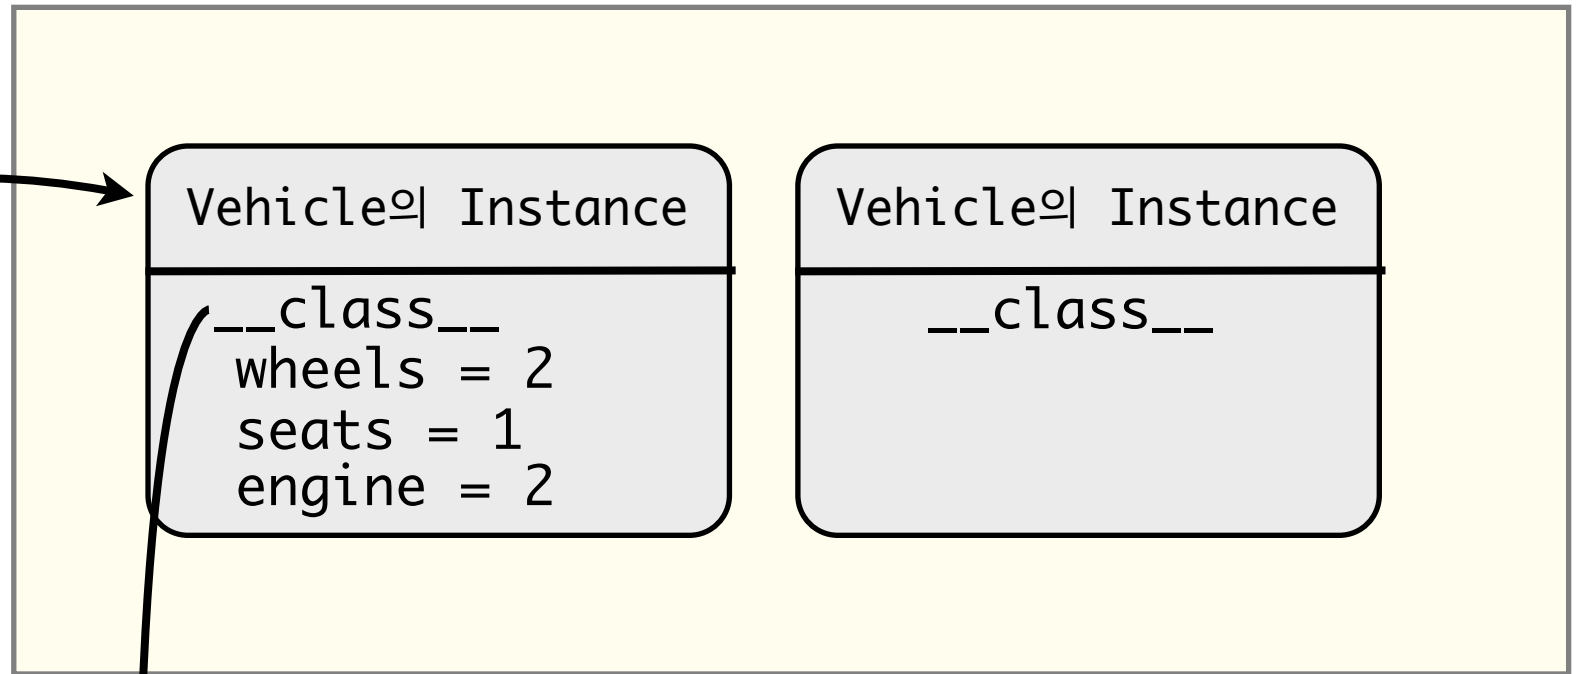 Vehicle의 Instance
__class__
wheels = 2
seats = 1
engine = 2
Vehicle의 Instance
__class__